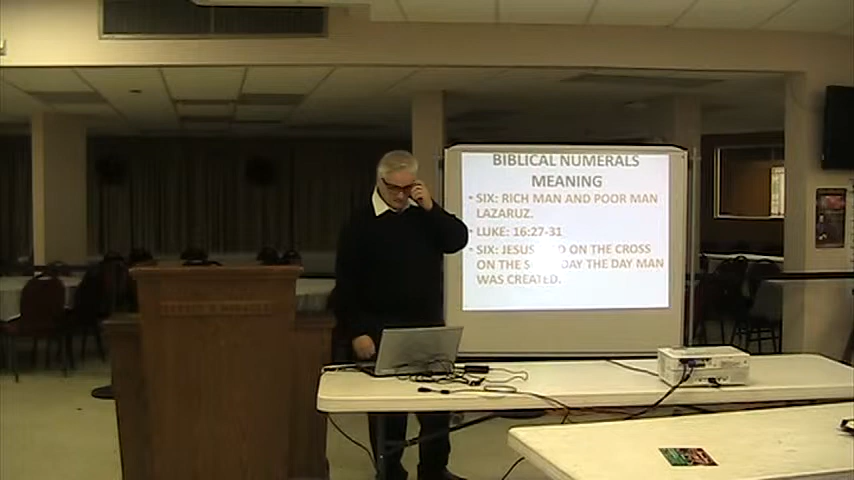 BIBLICAL NUMERALS
MEANING
• SIX: RICH MAN AND POOR MAN
LAZARUZ.
• LUKE: 16:27-31
• SIX: JESUS ON THE CROSS
ON THE DAY THE DAY MAN
WAS CREATED.